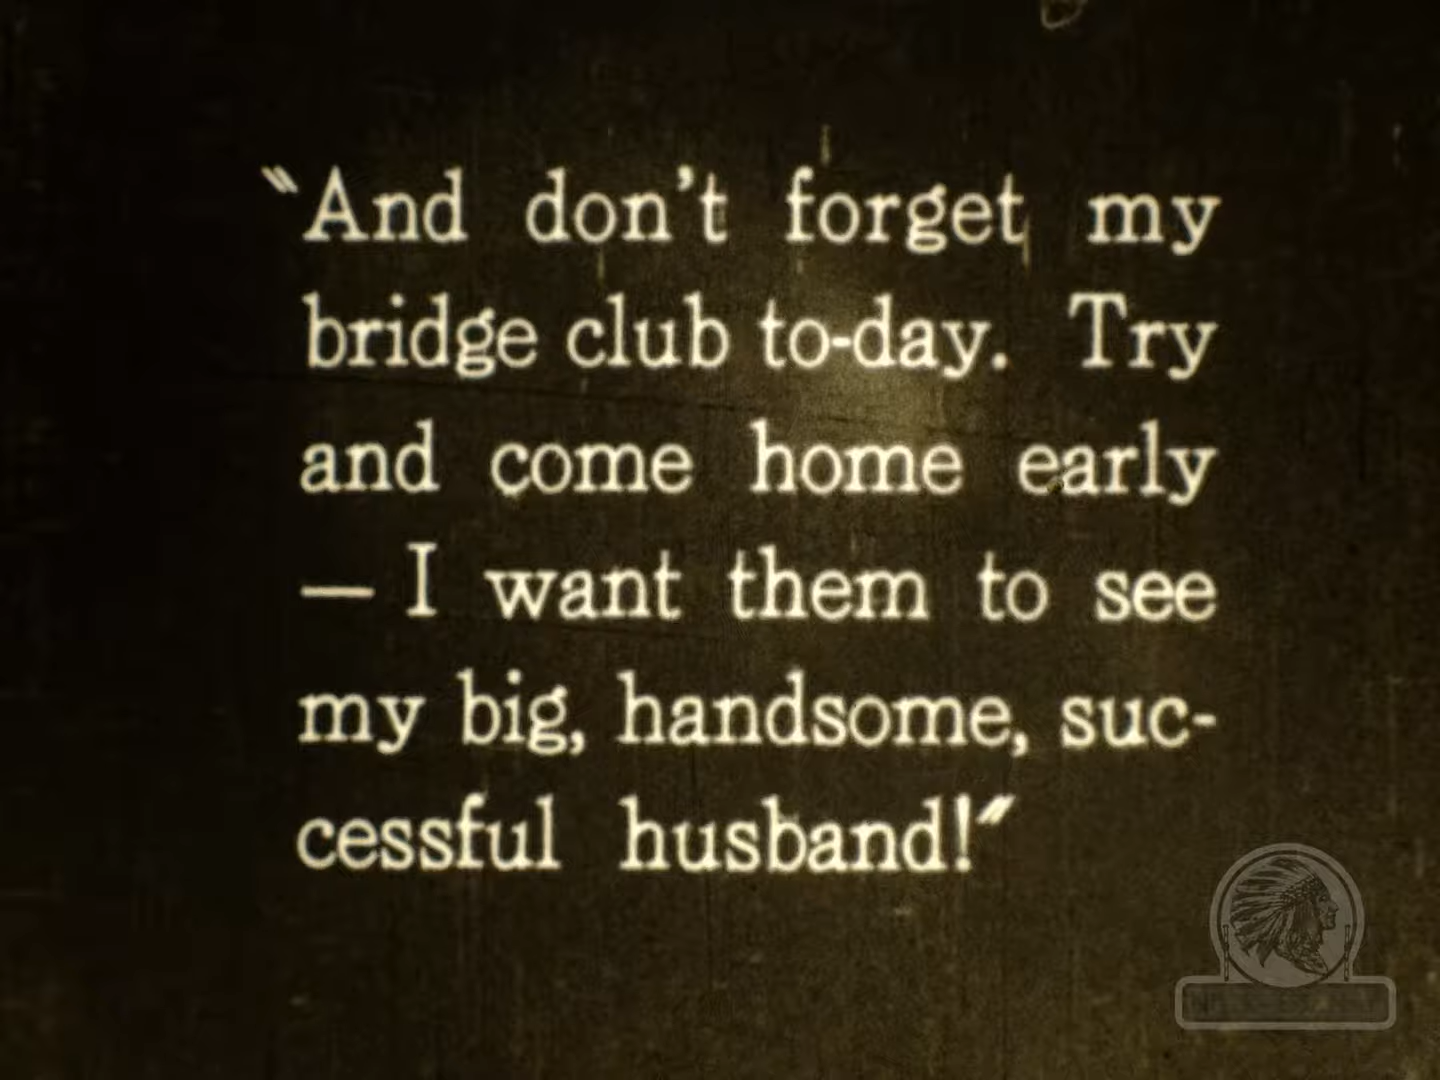 "And don't forget my
bridge club to-day. Try
and come home early
— I want them to see
my big, handsome, suc-
cessful husband!"